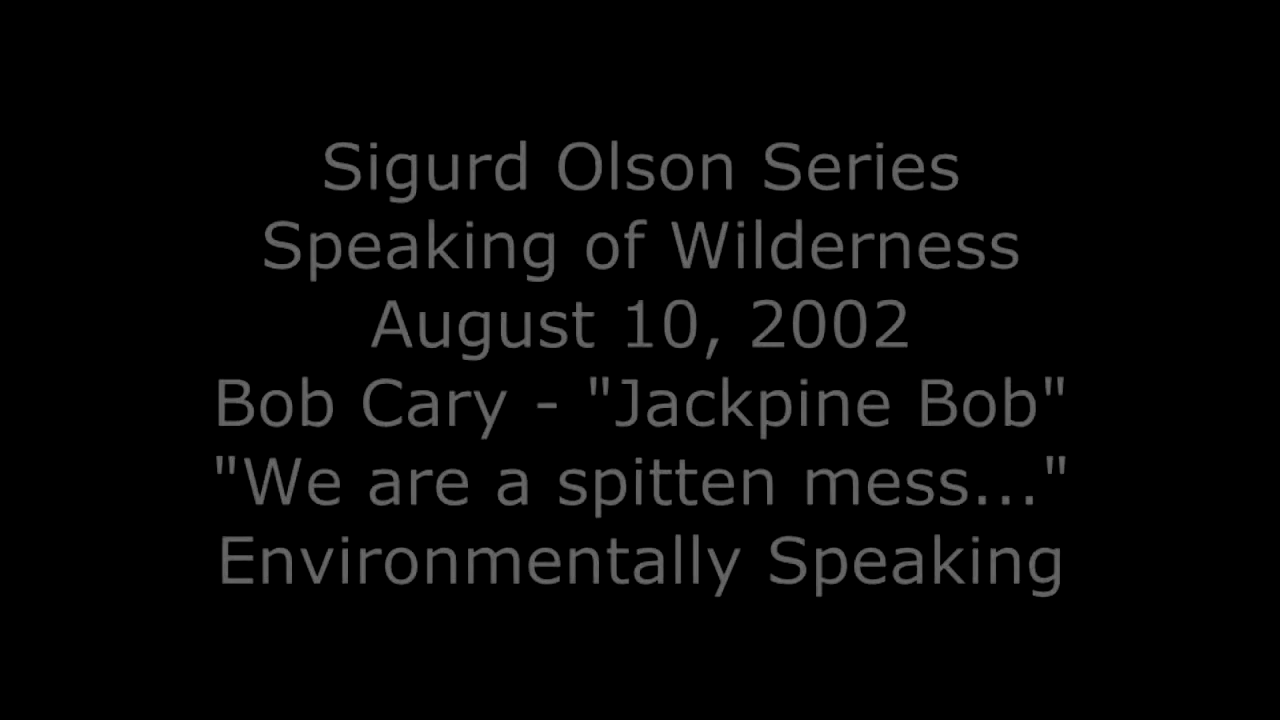 Sigurd Olson Series
Speaking of Wilderness
August 10, 2002
Bob Cary - "Jackpine Bob"
"We are a spitten mess..."
Environmentally Speaking